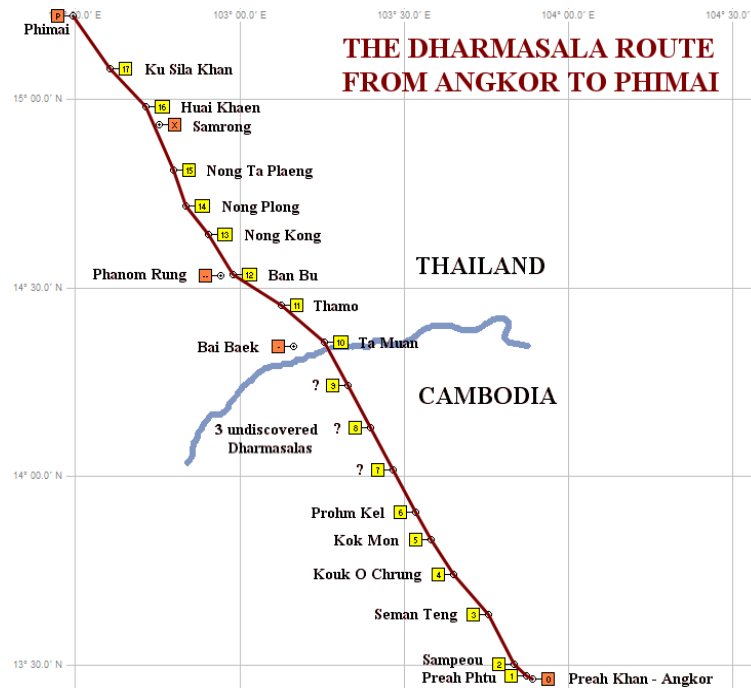 103° 00.0´ E
104° 00.0´ E
104° 30.0
P
Phimai
THE DHARMASALA ROUTE
FROM ANGKOR TO PHIMAI
17 Ku Sila Khan
15° 00.0´ N
16 Huai Khaen
X Samrong
15 Nong Ta Plaeng
14 Nong Plong
13 Nong Kong
THAILAND
Phanom Rung --
12 Ban Bu
14° 30.0´ N
11 Thamo
Bai Baek -
10 Ta Muan
? 9
CAMBODIA
3 undiscovered
Dharmasalas
? 8
? 7
14° 00.0´ N
Prohm Kel 6
Kok Mon 5
Kouk O Chrung 4
Seman Teng 3
13° 30.0´ N
Sampeou 2
Preah Phtu 1
0 Preah Khan - Angkor